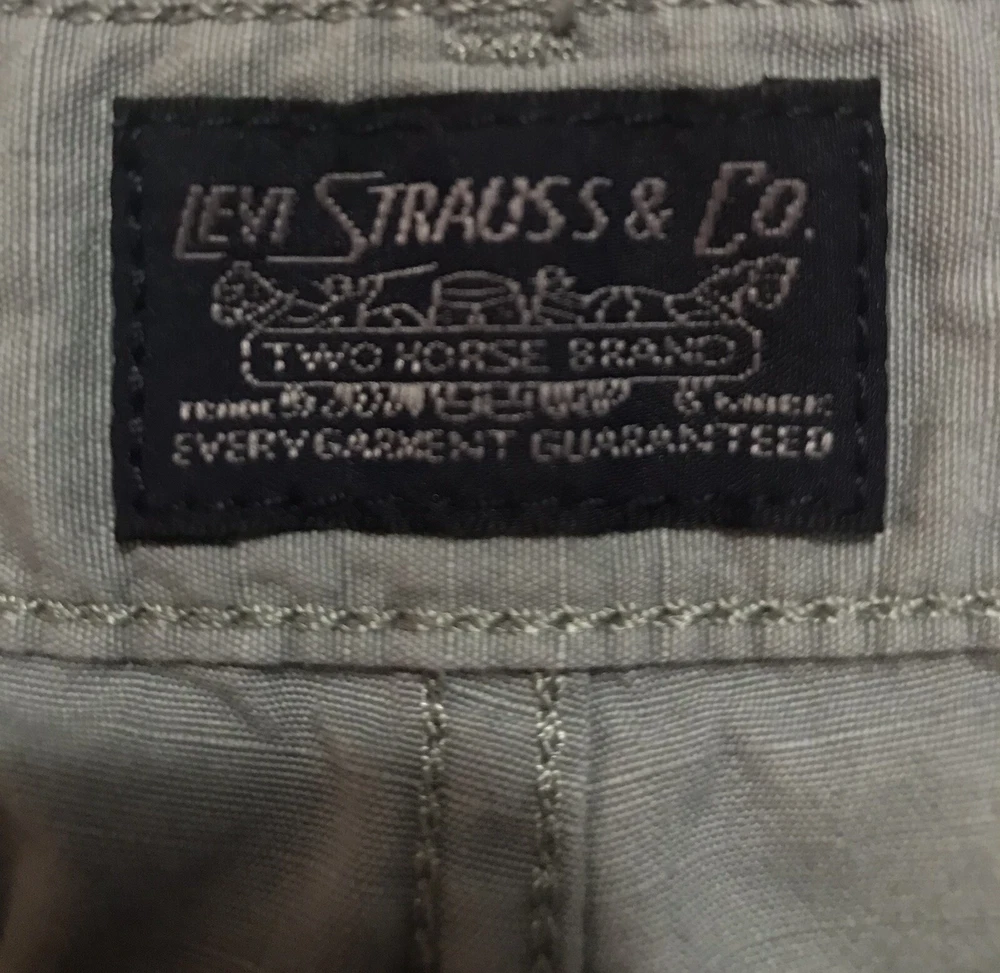 LEVI STRAUSS & CO.
TWO HORSE BRAND
EVERY GARMENT GUARANTEED